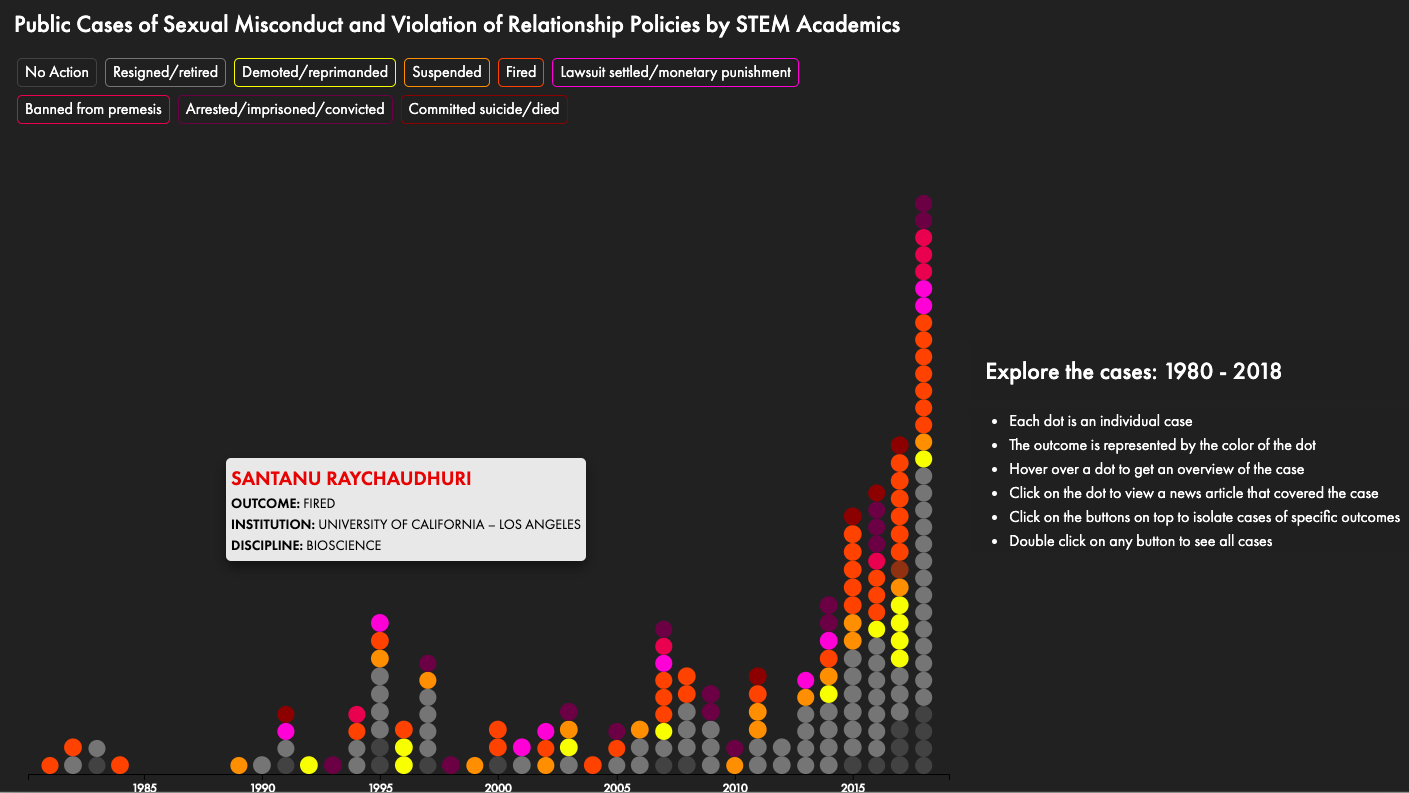 Public Cases of Sexual Misconduct and Violation of Relationship Policies by STEM Academics
No Action Resigned/retired Demoted/reprimanded Suspended Fired Lawsuit settled/monetary punishment
Banned from premesis Arrested/imprisoned/convicted Committed suicide/died
Explore the cases: 1980 - 2018
Each dot is an individual case
The outcome is represented by the color of the dot
Hover over a dot to get an overview of the case
Click on the dot to view a news article that covered the case
Click on the buttons on top to isolate cases of specific outcomes
Double click on any button to see all cases
SANTANU RAYCHAUDHURI
OUTCOME: FIRED
INSTITUTION: UNIVERSITY OF CALIFORNIA – LOS ANGELES
DISCIPLINE: BIOSCIENCE
1985 1990 1995 2000 2005 2010 2015